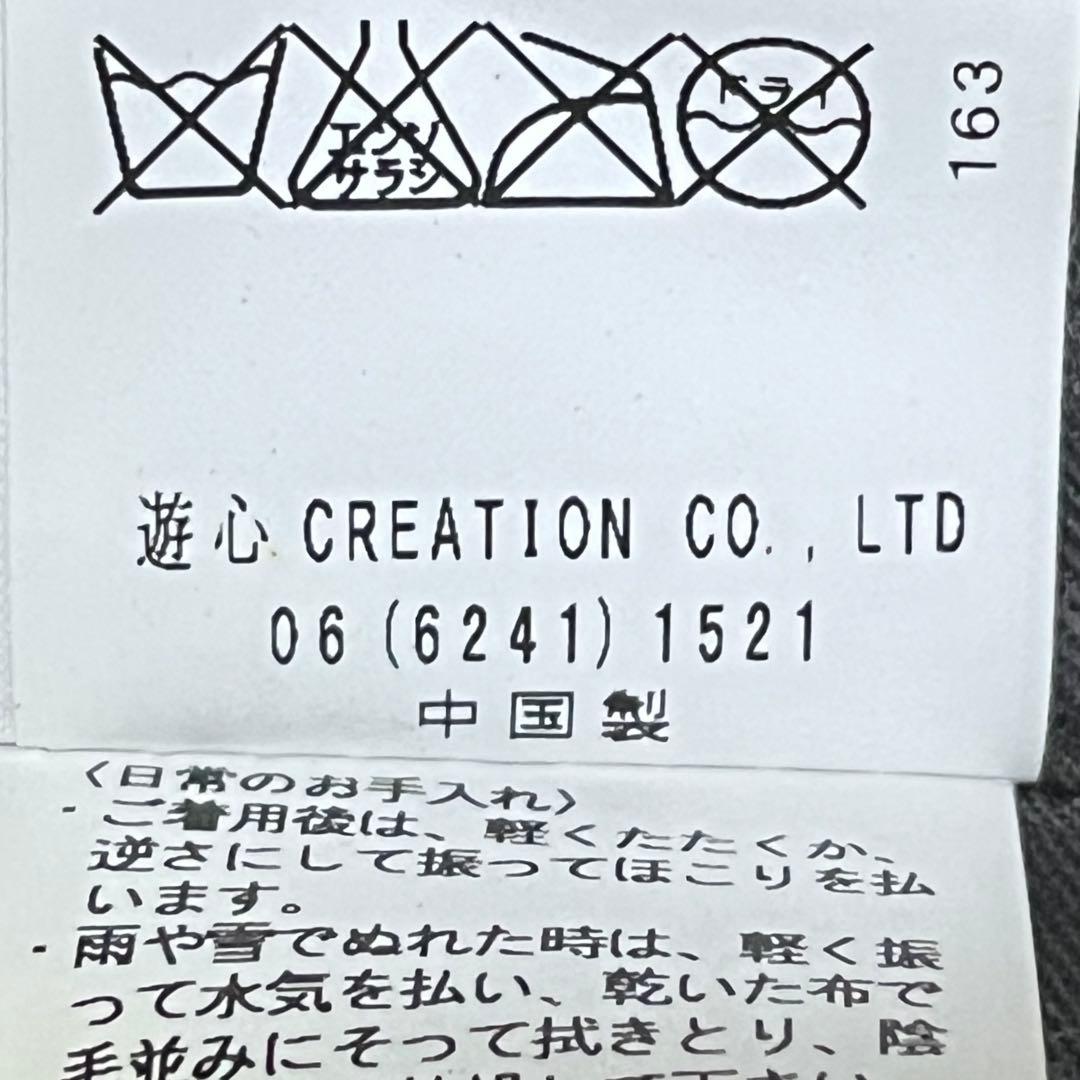 エンソ
サラシ
ドライ
163
遊心 CREATION CO., LTD
06(6241)1521
中国製
〈日常のお手入れ〉
- ご着用後は、軽くたたくか、
逆さにして振ってほこりを払
います。
- 雨や雪でぬれた時は、軽く振
って水気を払い、乾いた布で
毛並みにそって拭きとり、陰